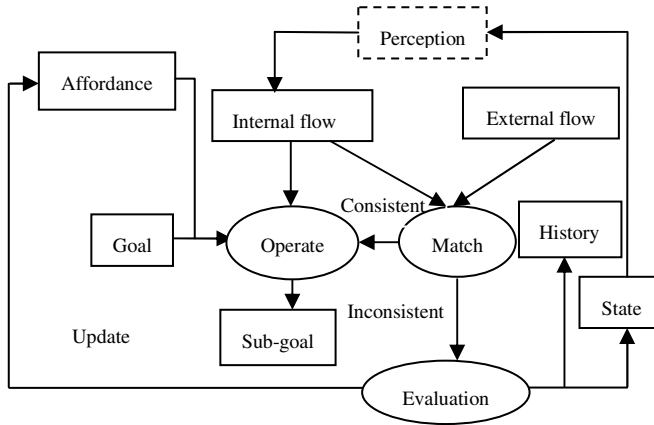 Perception
Affordance
Internal flow
External flow
Consistent
Goal
Operate
Match
History
Inconsistent
State
Update
Sub-goal
Evaluation